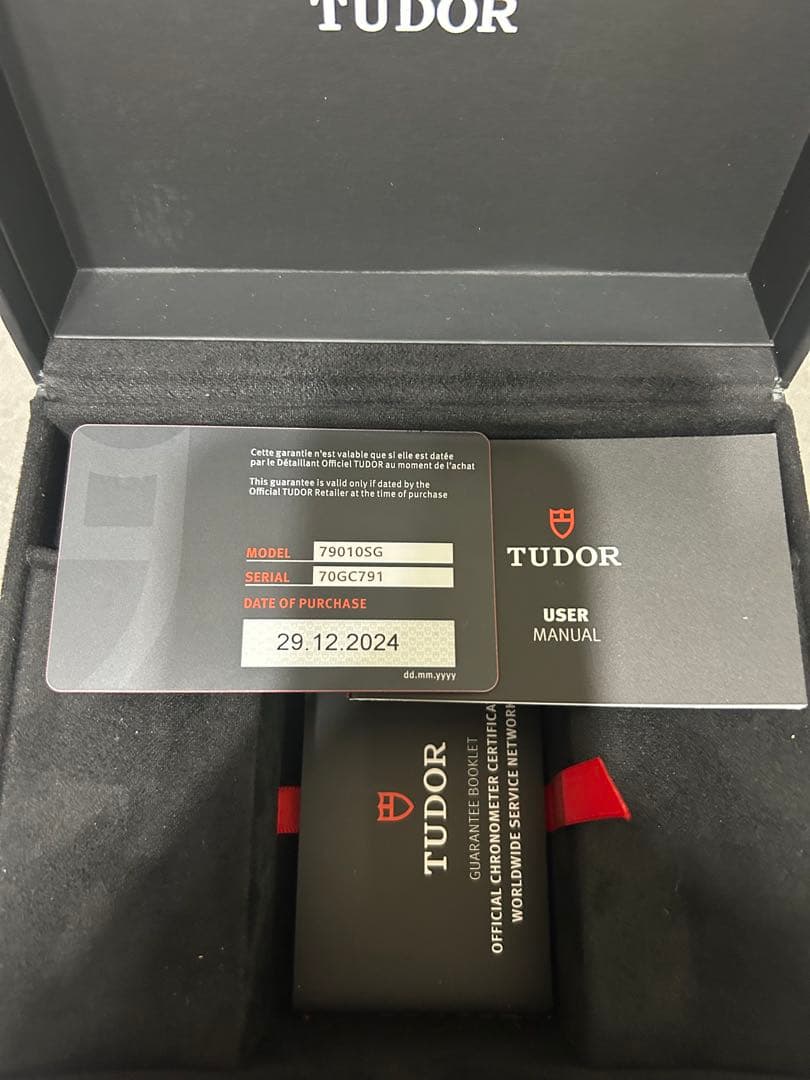 TUDOR
Cette garantie n'est valable que si elle est datée
par le Détaillant Officiel TUDOR au moment de l'achat
This guarantee is valid only if dated by the
Official TUDOR Retailer at the time of purchase
MODEL 79010SG
SERIAL 70GC791
DATE OF PURCHASE
29.12.2024
dd.mm.yyyy
TUDOR
USER
MANUAL
TUDOR
GUARANTEE BOOKLET
OFFICIAL CHRONOMETER CERTIFICA
WORLDWIDE SERVICE NETWORK